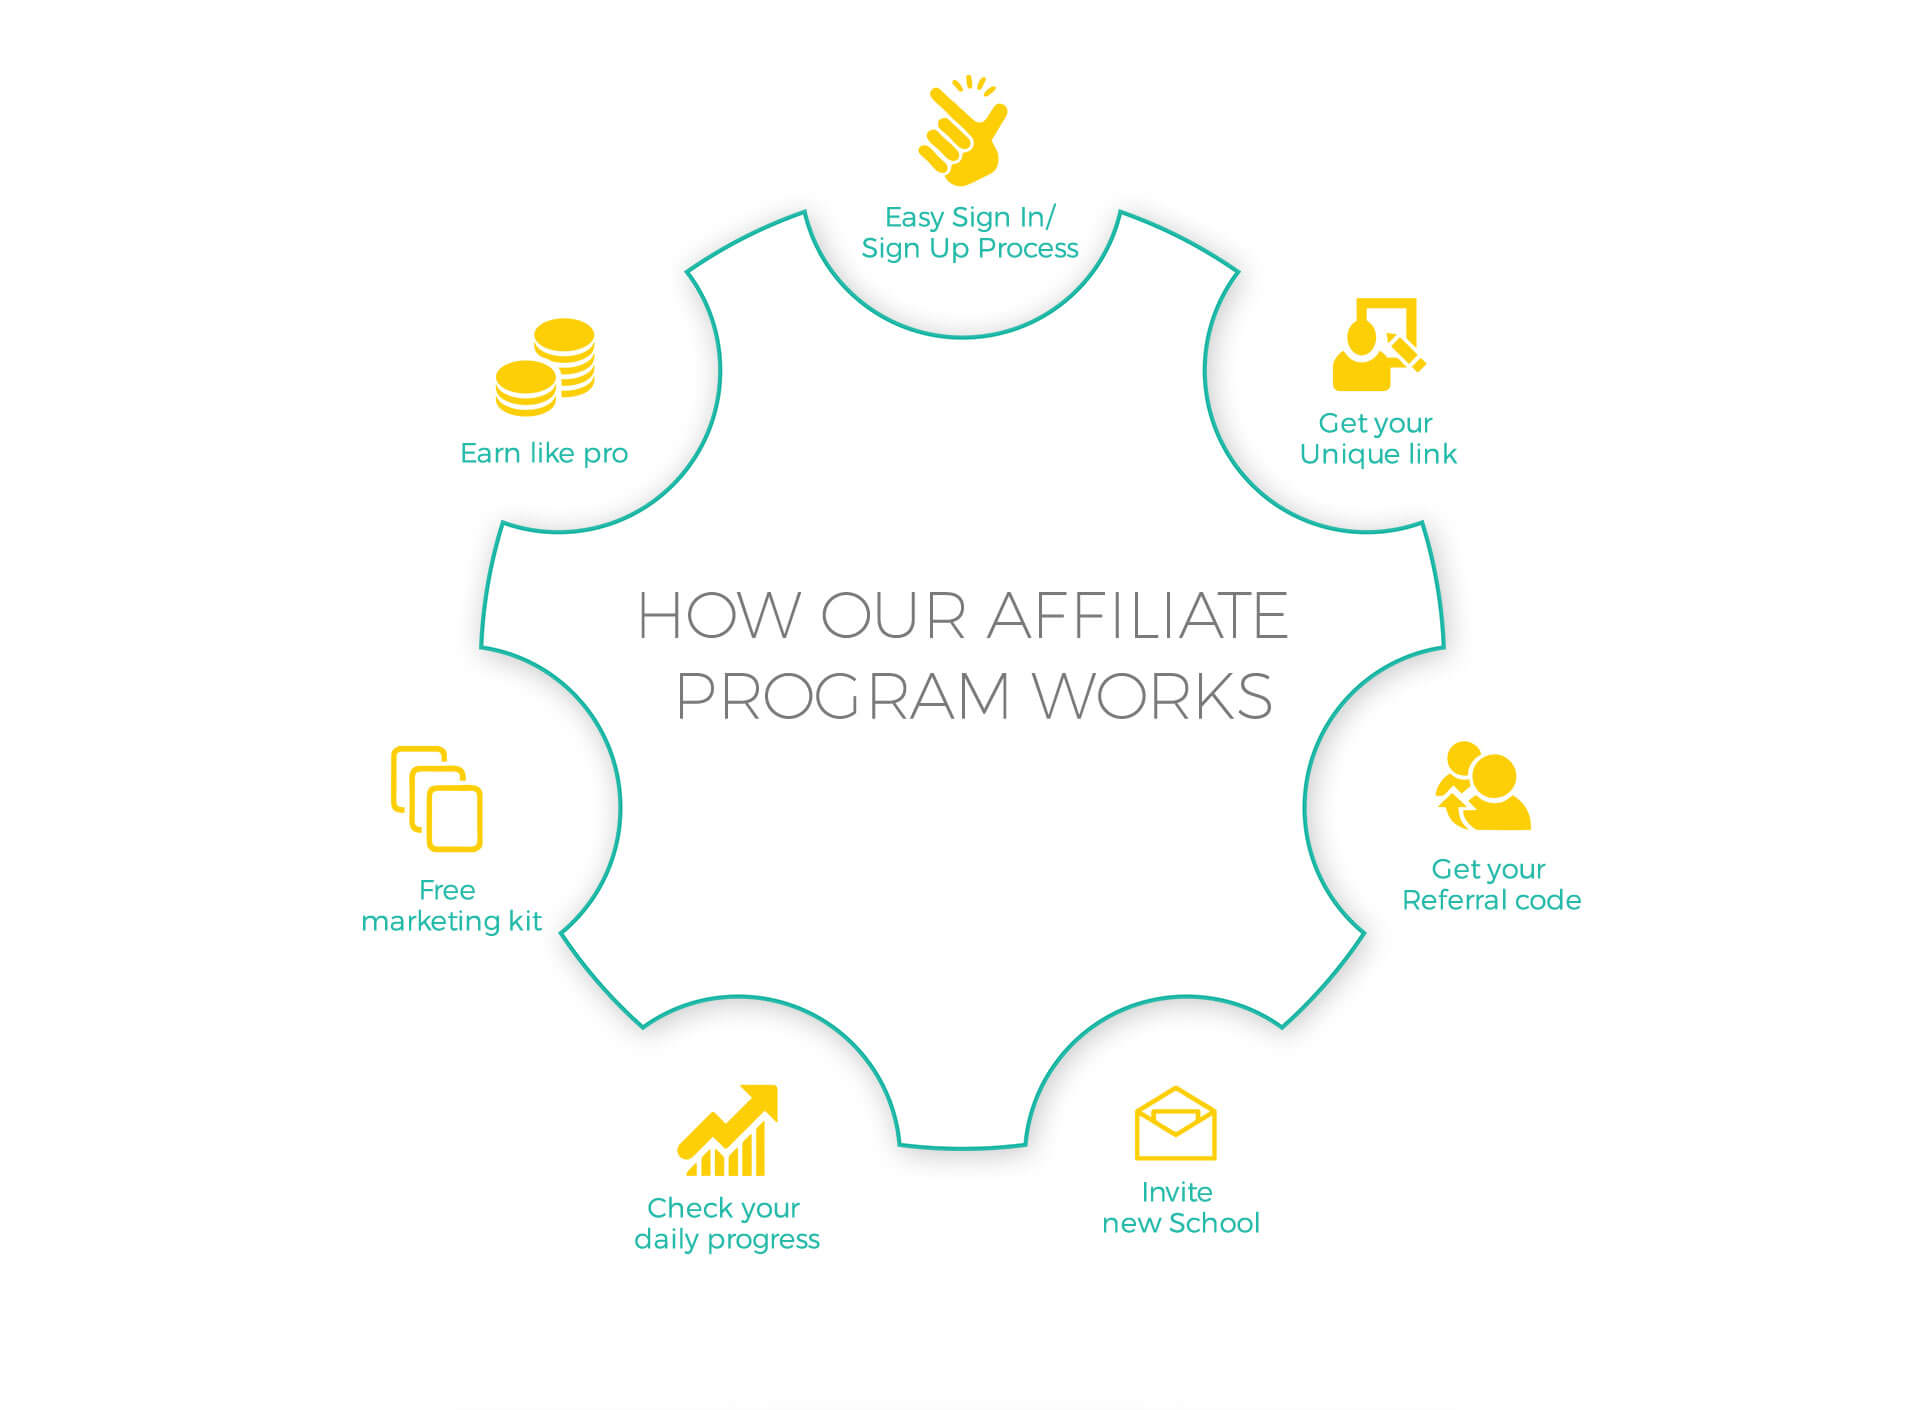 Easy Sign In/
Sign Up Process
Get your
Unique link
Get your
Referral code
Invite
new School
Check your
daily progress
Free
marketing kit
Earn like pro
HOW OUR AFFILIATE
PROGRAM WORKS